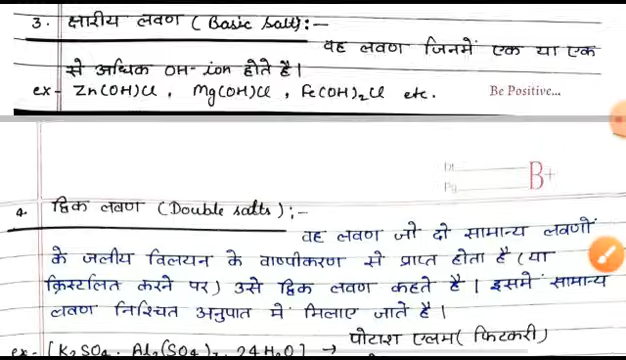 3. क्षारीय लवण (Basic Salt):-
वह लवण जिनमें एक या एक
से अधिक OH- ion होते है।
ex- Zn(OH)Cl, Mg(OH)Cl, Fe(OH)₂Cl etc.
Be Positive...
Dt
Pg
B+
4. द्विक लवण (Double salts):-
वह लवण जो दो सामान्य लवणों
के जलीय विलयन के वाष्पीकरण से प्राप्त होता है (या
क्रिस्टलित करने पर) उसे द्विक लवण कहते है। इसमें सामान्य
लवण निश्चित अनुपात में मिलाए जाते है।
ex- [K₂SO₄. Al₂(SO₄)₃. 24H₂O] → पोटाश एलम (फिटकरी)